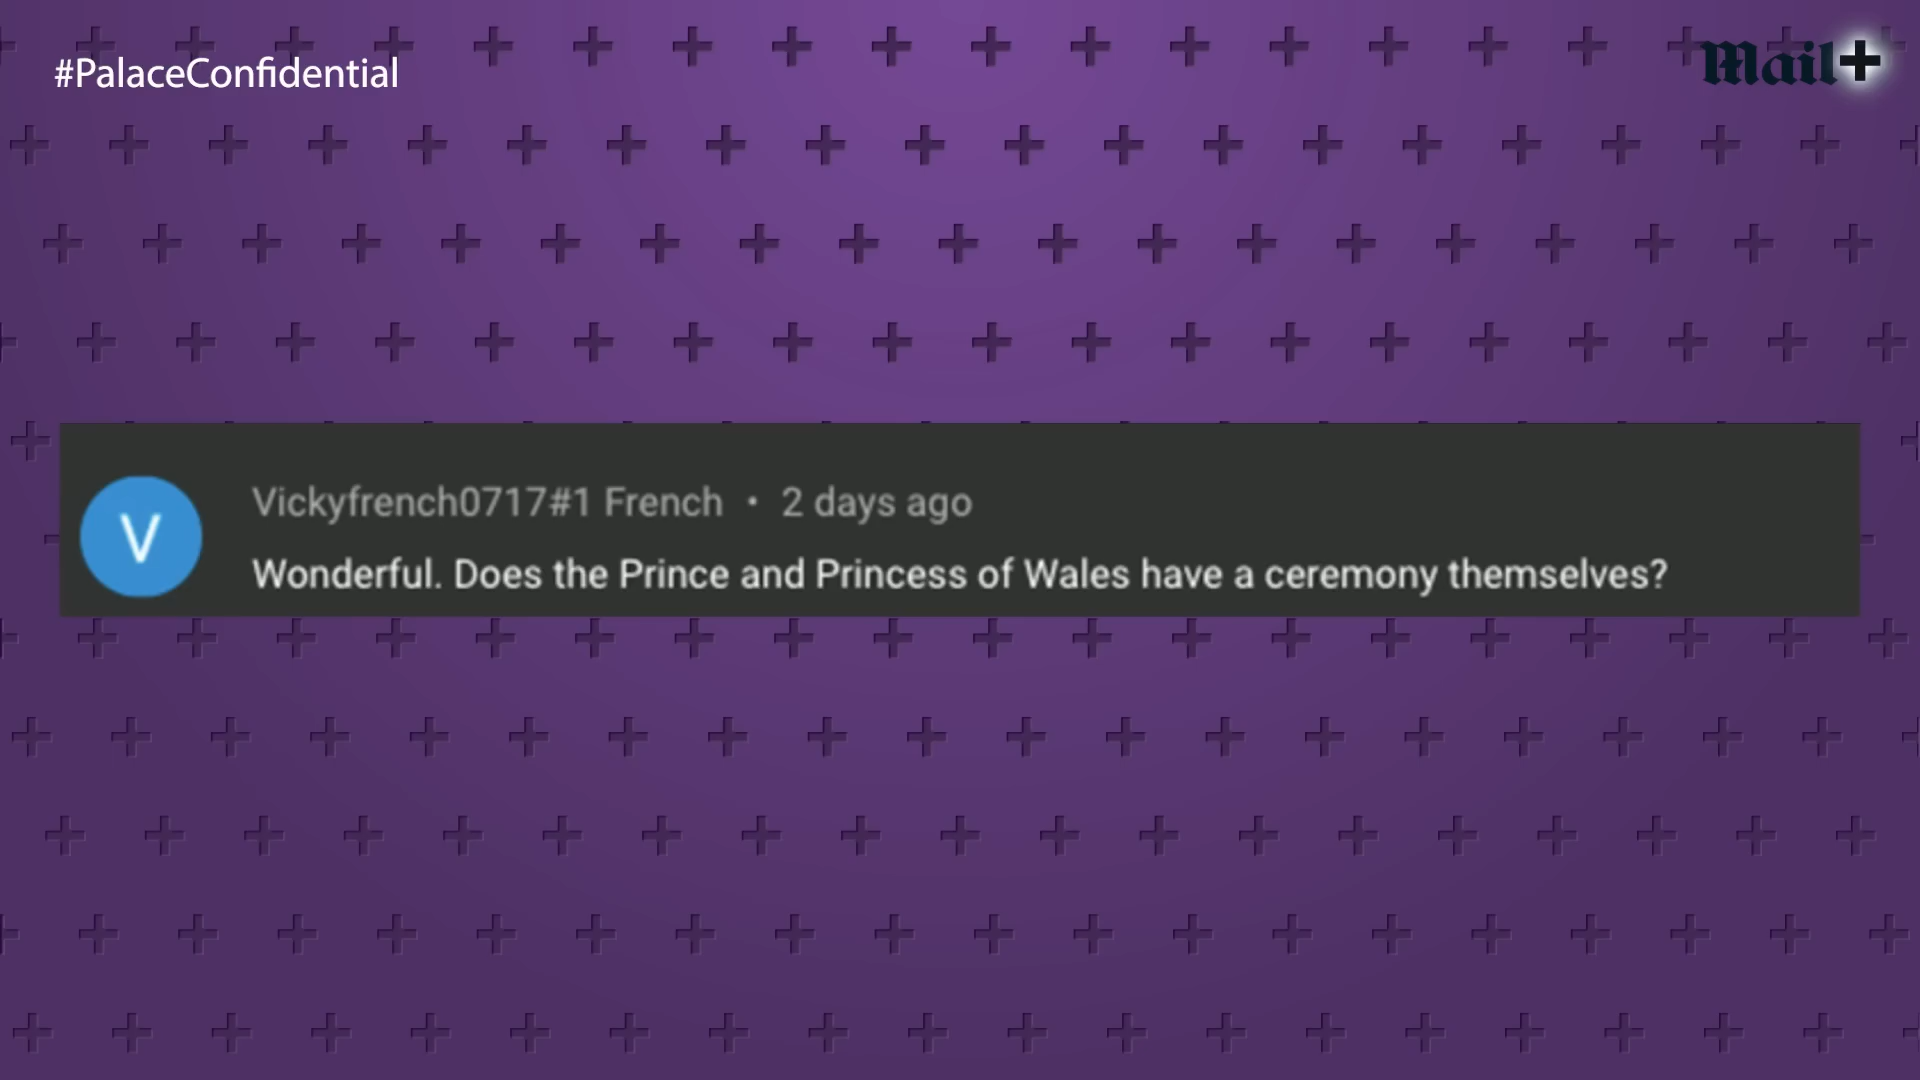 #PalaceConfidential
Mail+
V
Vickyfrench0717#1 French • 2 days ago
Wonderful. Does the Prince and Princess of Wales have a ceremony themselves?